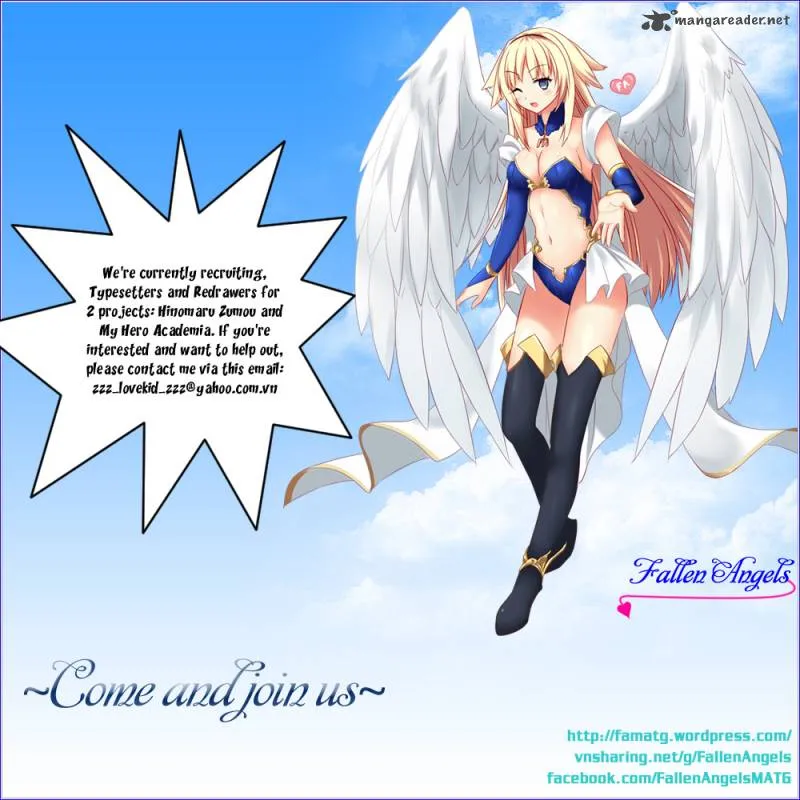 mangareader.net
FA
We're currently recruiting,
Typesetters and Redrawers for
2 projects: Hinomaru Zumou and
My Hero Academia. If you're
interested and want to help out,
please contact me via this email:
zzz_lovekid_zzz@yahoo.com.vn
Fallen Angels
~Come and join us~
http://famatg.wordpress.com/
vnsharing.net/g/FallenAngels
facebook.com/FallenAngelsMATG